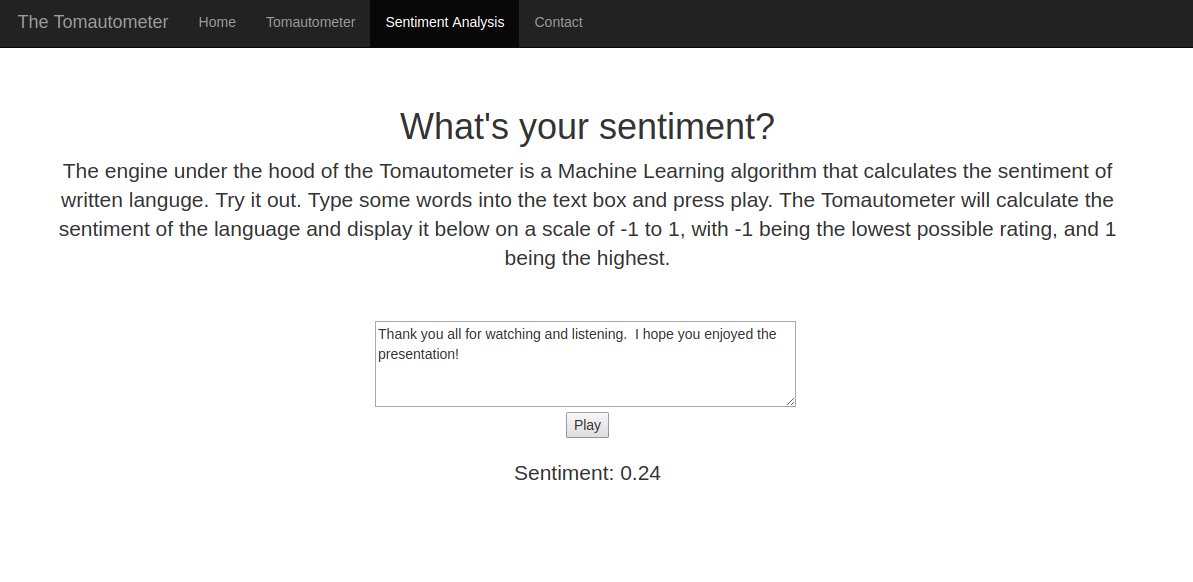 The Tomautometer Home Tomautometer Sentiment Analysis Contact
What's your sentiment?
The engine under the hood of the Tomautometer is a Machine Learning algorithm that calculates the sentiment of
written languge. Try it out. Type some words into the text box and press play. The Tomautometer will calculate the
sentiment of the language and display it below on a scale of -1 to 1, with -1 being the lowest possible rating, and 1
being the highest.
Thank you all for watching and listening.  I hope you enjoyed the
presentation!
Play
Sentiment: 0.24